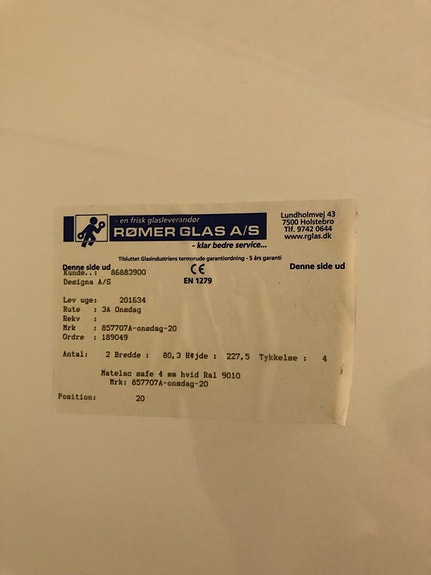 - en frisk glasleverandør
RØMER GLAS A/S
- klar bedre service...
Lundholmvej 43
7500 Holstebro
Tlf. 9742 0644
www.rglas.dk
Tilsluttet Glasindustriens termorude garantiordning - 5 års garanti
Denne side ud
CE
Denne side ud
Kunde..: 86883900
EN 1279
Designa A/S
Lev uge: 201634
Rute : 3A Onsdag
Rekv :
Mrk : 857707A-onsdag-20
Ordre : 189049
Antal: 2 Bredde : 80,3 Højde : 227,5 Tykkelse : 4
Matelac safe 4 mm hvid Ral 9010
Mrk: 857707A-onsdag-20
Position: 20